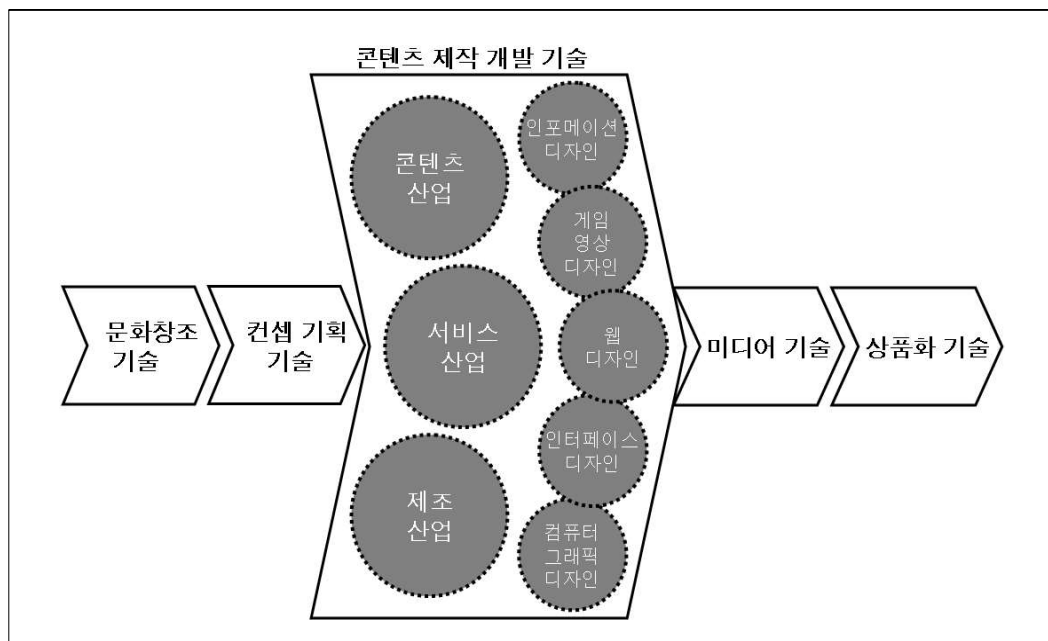 콘텐츠 제작 개발 기술
콘텐츠
산업
서비스
산업
제조
산업
인포메이션
디자인
게임
영상
디자인
웹
디자인
인터페이스
디자인
컴퓨터
그래픽
디자인
문화창조
기술
컨셉 기획
기술
미디어 기술
상품화 기술